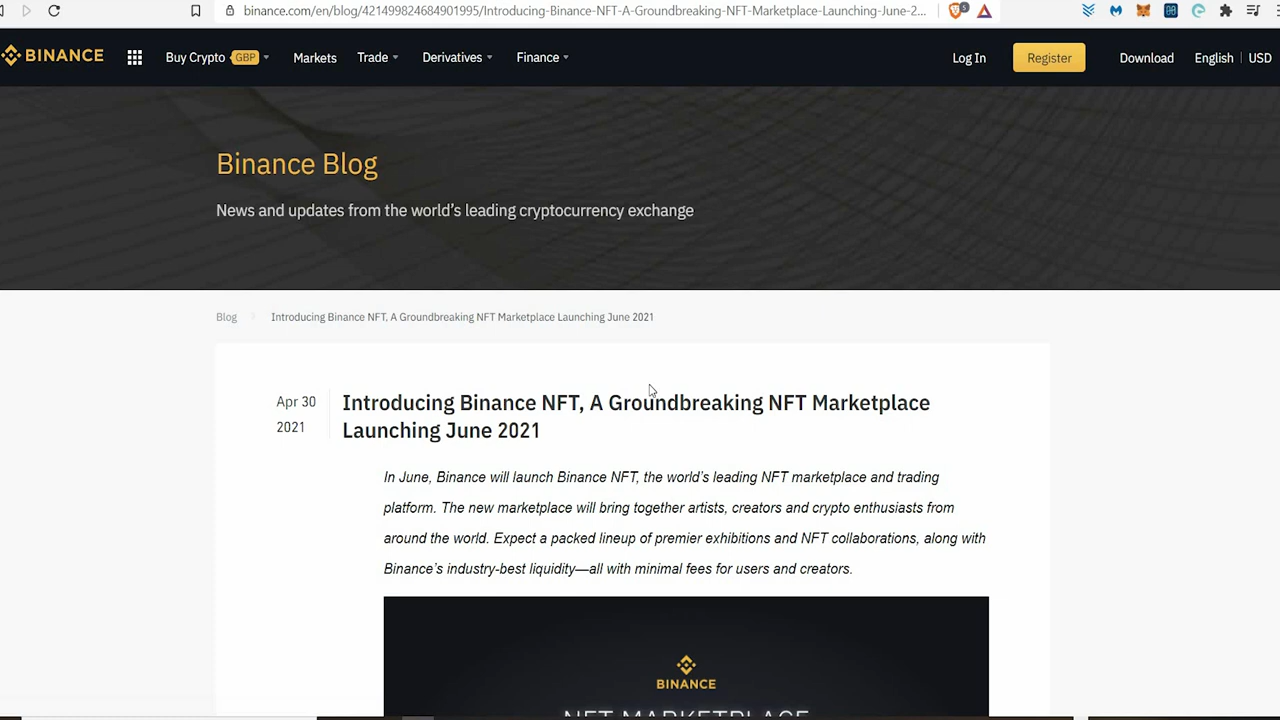 binance.com/en/blog/421499824684901995/Introducing-Binance-NFT-A-Groundbreaking-NFT-Marketplace-Launching-June-2...
5
BINANCE Buy Crypto GBP Markets Trade Derivatives Finance Log In Register Download English USD
Binance Blog
News and updates from the world's leading cryptocurrency exchange
Blog Introducing Binance NFT, A Groundbreaking NFT Marketplace Launching June 2021
Apr 30
2021
Introducing Binance NFT, A Groundbreaking NFT Marketplace
Launching June 2021
In June, Binance will launch Binance NFT, the world's leading NFT marketplace and trading
platform. The new marketplace will bring together artists, creators and crypto enthusiasts from
around the world. Expect a packed lineup of premier exhibitions and NFT collaborations, along with
Binance's industry-best liquidity—all with minimal fees for users and creators.
BINANCE
NFT MARKETPLACE